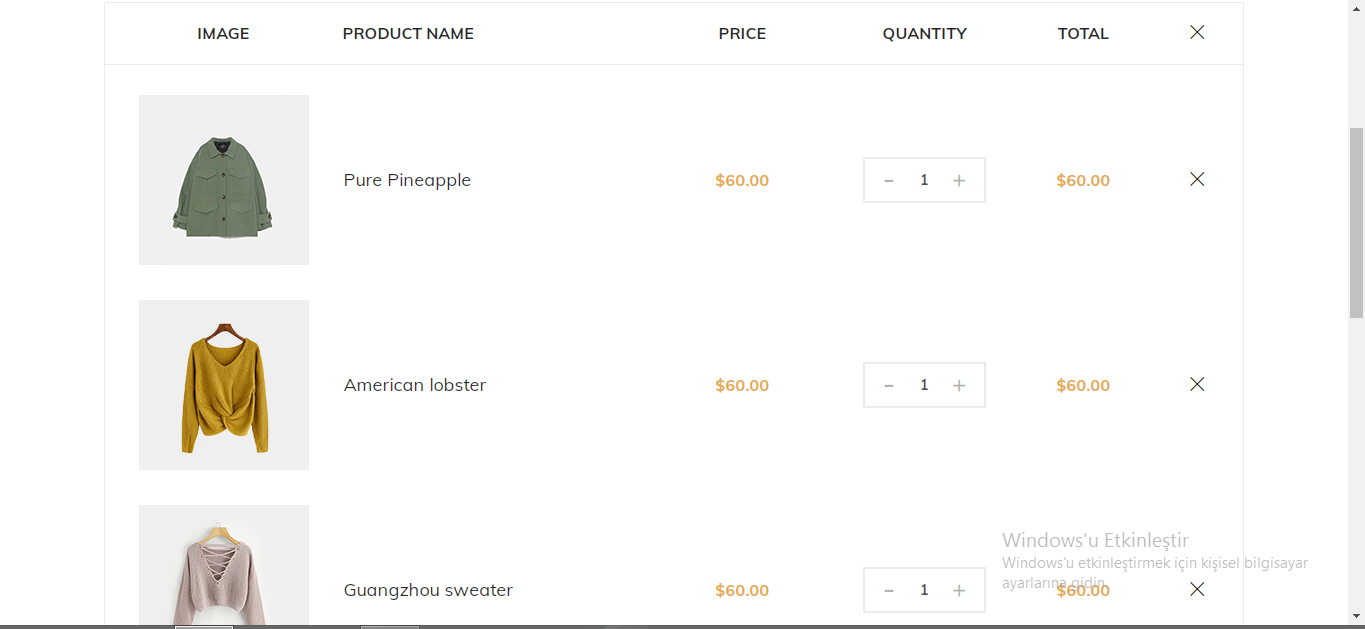 IMAGE PRODUCT NAME PRICE QUANTITY TOTAL
Pure Pineapple $60.00 - 1 + $60.00
American lobster $60.00 - 1 + $60.00
Windows'u Etkinleştir
Windows'u etkinleştirmek için kişisel bilgisayar
ayarlarına gidin.
Guangzhou sweater $60.00 - 1 + $60.00